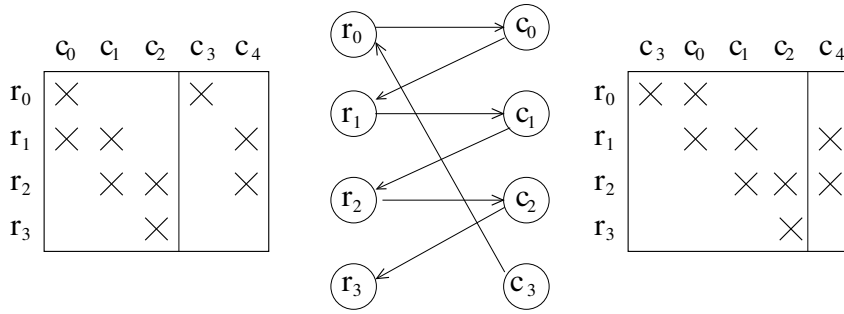 c₀ c₁ c₂ c₃ c₄
r₀
r₁
r₂
r₃
r₀ c₀
r₁ c₁
r₂ c₂
r₃ c₃
c₃ c₀ c₁ c₂ c₄
r₀
r₁
r₂
r₃